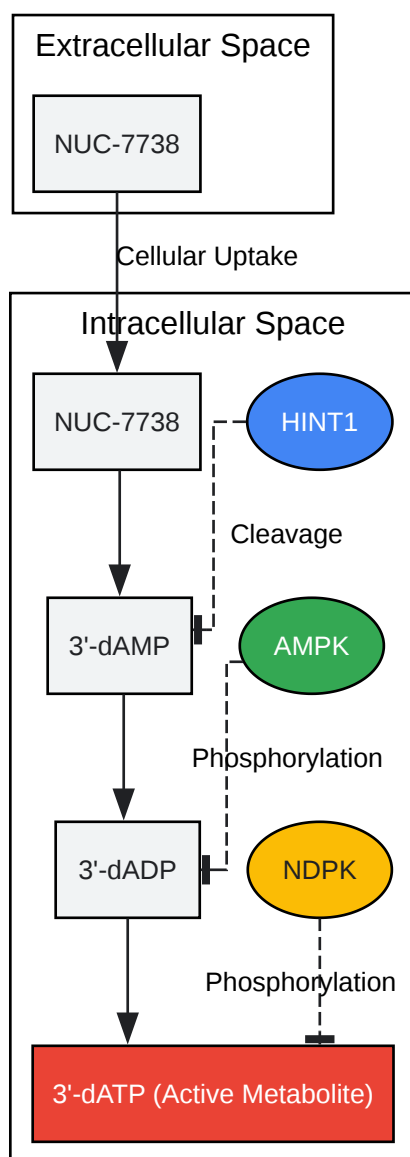 Extracellular Space
NUC-7738
Cellular Uptake
Intracellular Space
NUC-7738
HINT1
Cleavage
3'-dAMP
AMPK
Phosphorylation
3'-dADP
NDPK
Phosphorylation
3'-dATP (Active Metabolite)